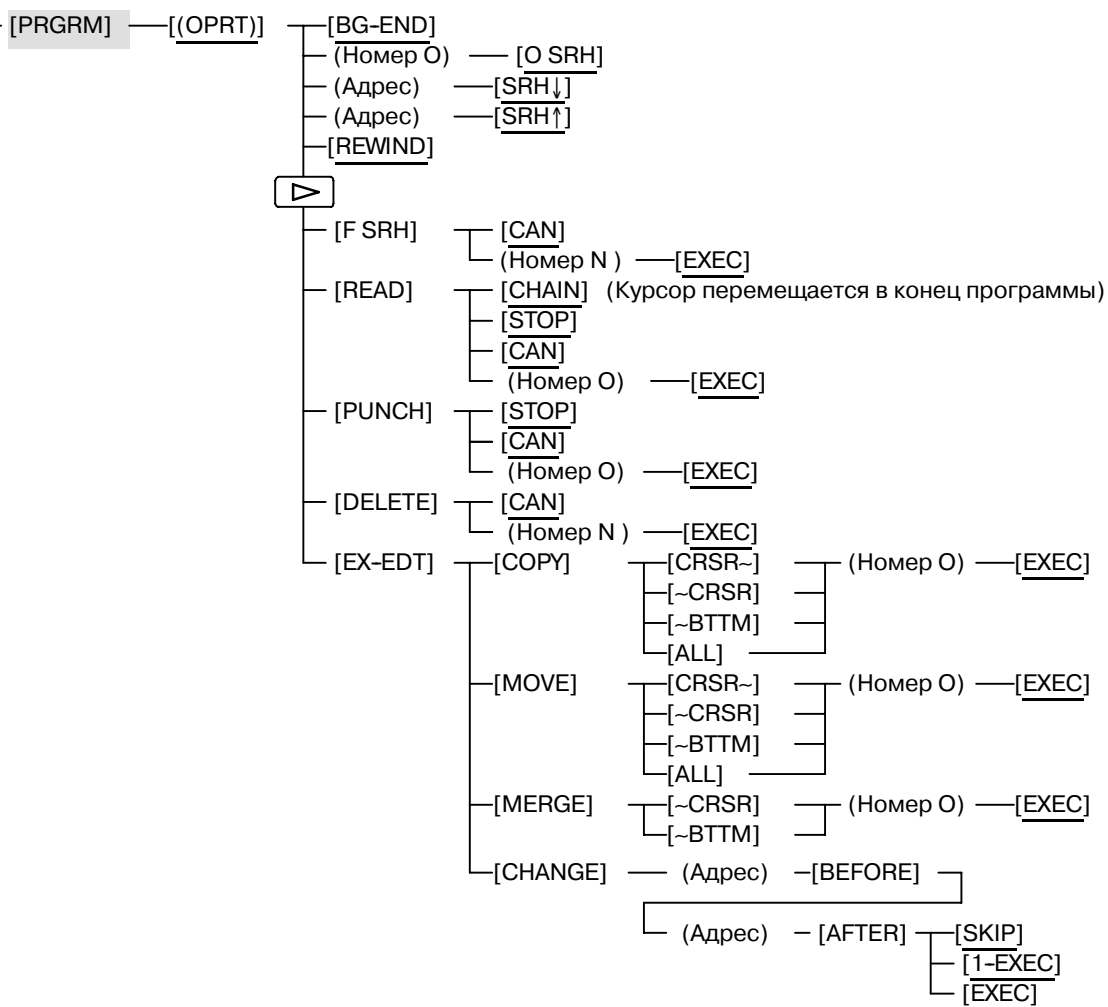 [PRGRM] [(OPRT)] [BG-END]
(Номер O) [O SRH]
(Адрес) [SRH↓]
(Адрес) [SRH↑]
[REWIND]
[F SRH] [CAN]
(Номер N ) [EXEC]
[READ] [CHAIN] (Курсор перемещается в конец программы)
[STOP]
[CAN]
(Номер O) [EXEC]
[PUNCH] [STOP]
[CAN]
(Номер O) [EXEC]
[DELETE] [CAN]
(Номер N ) [EXEC]
[EX-EDT] [COPY] [CRSR~] (Номер O) [EXEC]
[~CRSR]
[~BTTM]
[ALL]
[MOVE] [CRSR~] (Номер O) [EXEC]
[~CRSR]
[~BTTM]
[ALL]
[MERGE] [~CRSR] (Номер O) [EXEC]
[~BTTM]
[CHANGE] (Адрес) [BEFORE]
(Адрес) [AFTER] [SKIP]
[1-EXEC]
[EXEC]